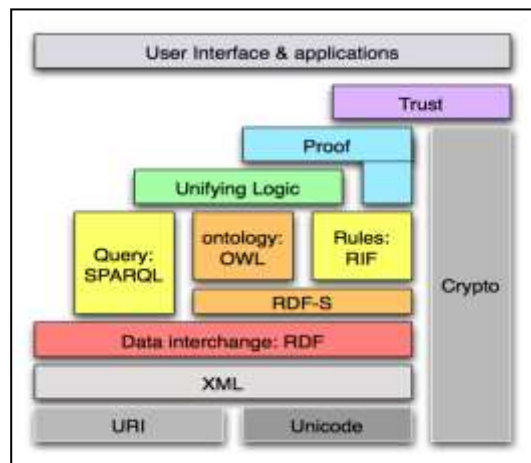 User Interface & applications
Trust
Proof
Unifying Logic
Query:
SPARQL
ontology:
OWL
Rules:
RIF
Crypto
RDF-S
Data interchange: RDF
XML
URI
Unicode